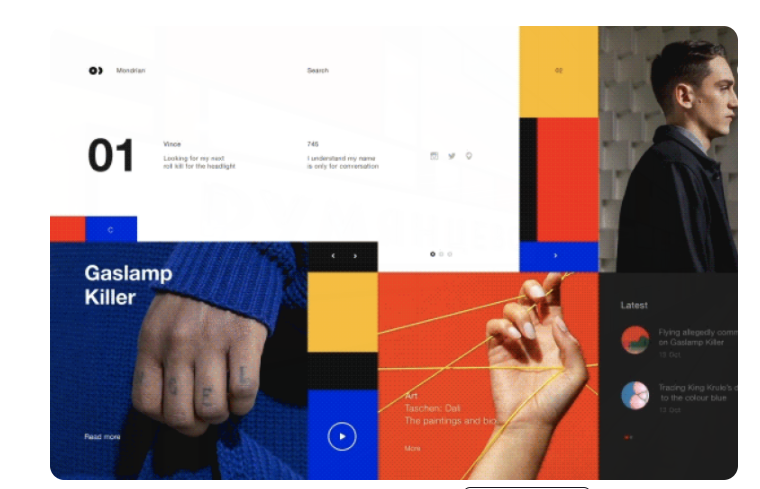 Mondrian
Search
02
01
Vince
Looking for my next
roll kill for the headlight
745
I understand my name
is only for conversation
C
Gaslamp
Killer
Read more
Art
Taschen: Dali
The paintings and bio
More
Latest
Flying allegedly comm
on Gaslamp Killer
15 Oct
Tracing King Krule's d
to the colour blue
12 Oct